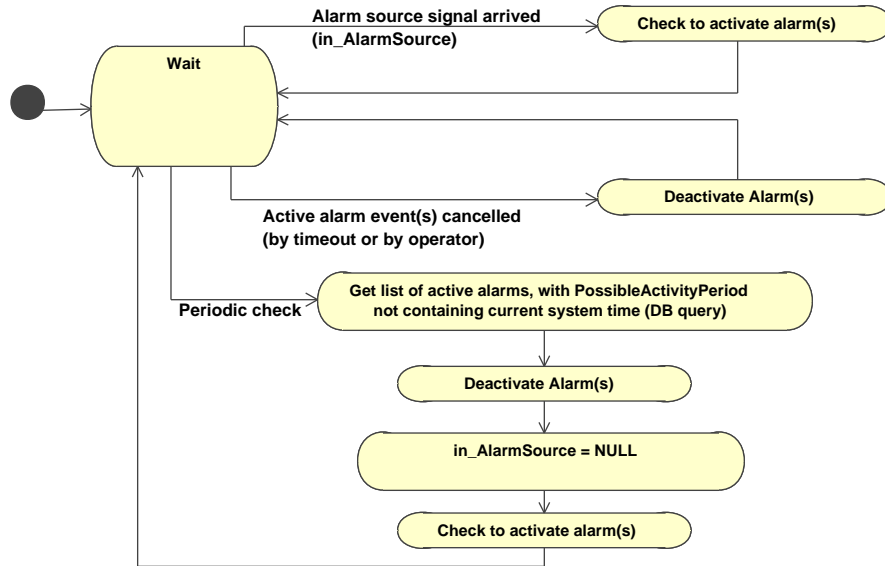 Alarm source signal arrived
(in_AlarmSource)
Check to activate alarm(s)
Wait
Deactivate Alarm(s)
Active alarm event(s) cancelled
(by timeout or by operator)
Periodic check
Get list of active alarms, with PossibleActivityPeriod
not containing current system time (DB query)
Deactivate Alarm(s)
in_AlarmSource = NULL
Check to activate alarm(s)